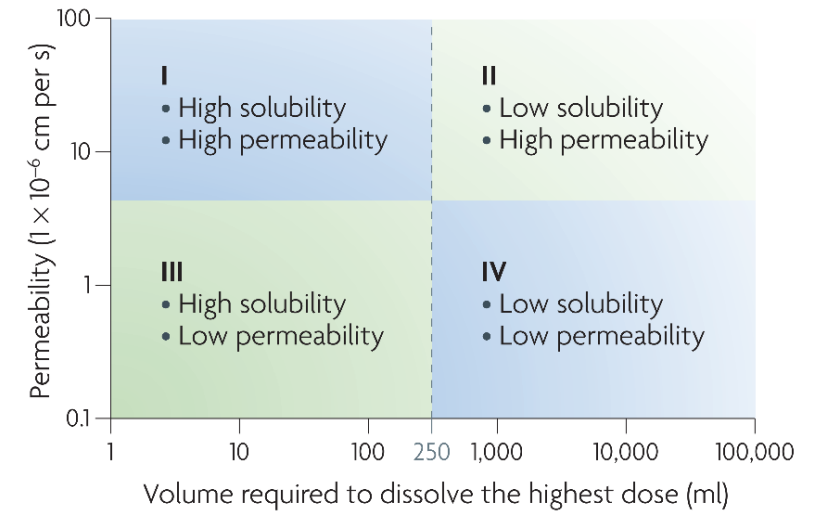 100
10
1
0.1
Permeability (1 × 10⁻⁶ cm per s)
I
• High solubility
• High permeability
II
• Low solubility
• High permeability
III
• High solubility
• Low permeability
IV
• Low solubility
• Low permeability
1 10 100 250 1,000 10,000 100,000
Volume required to dissolve the highest dose (ml)